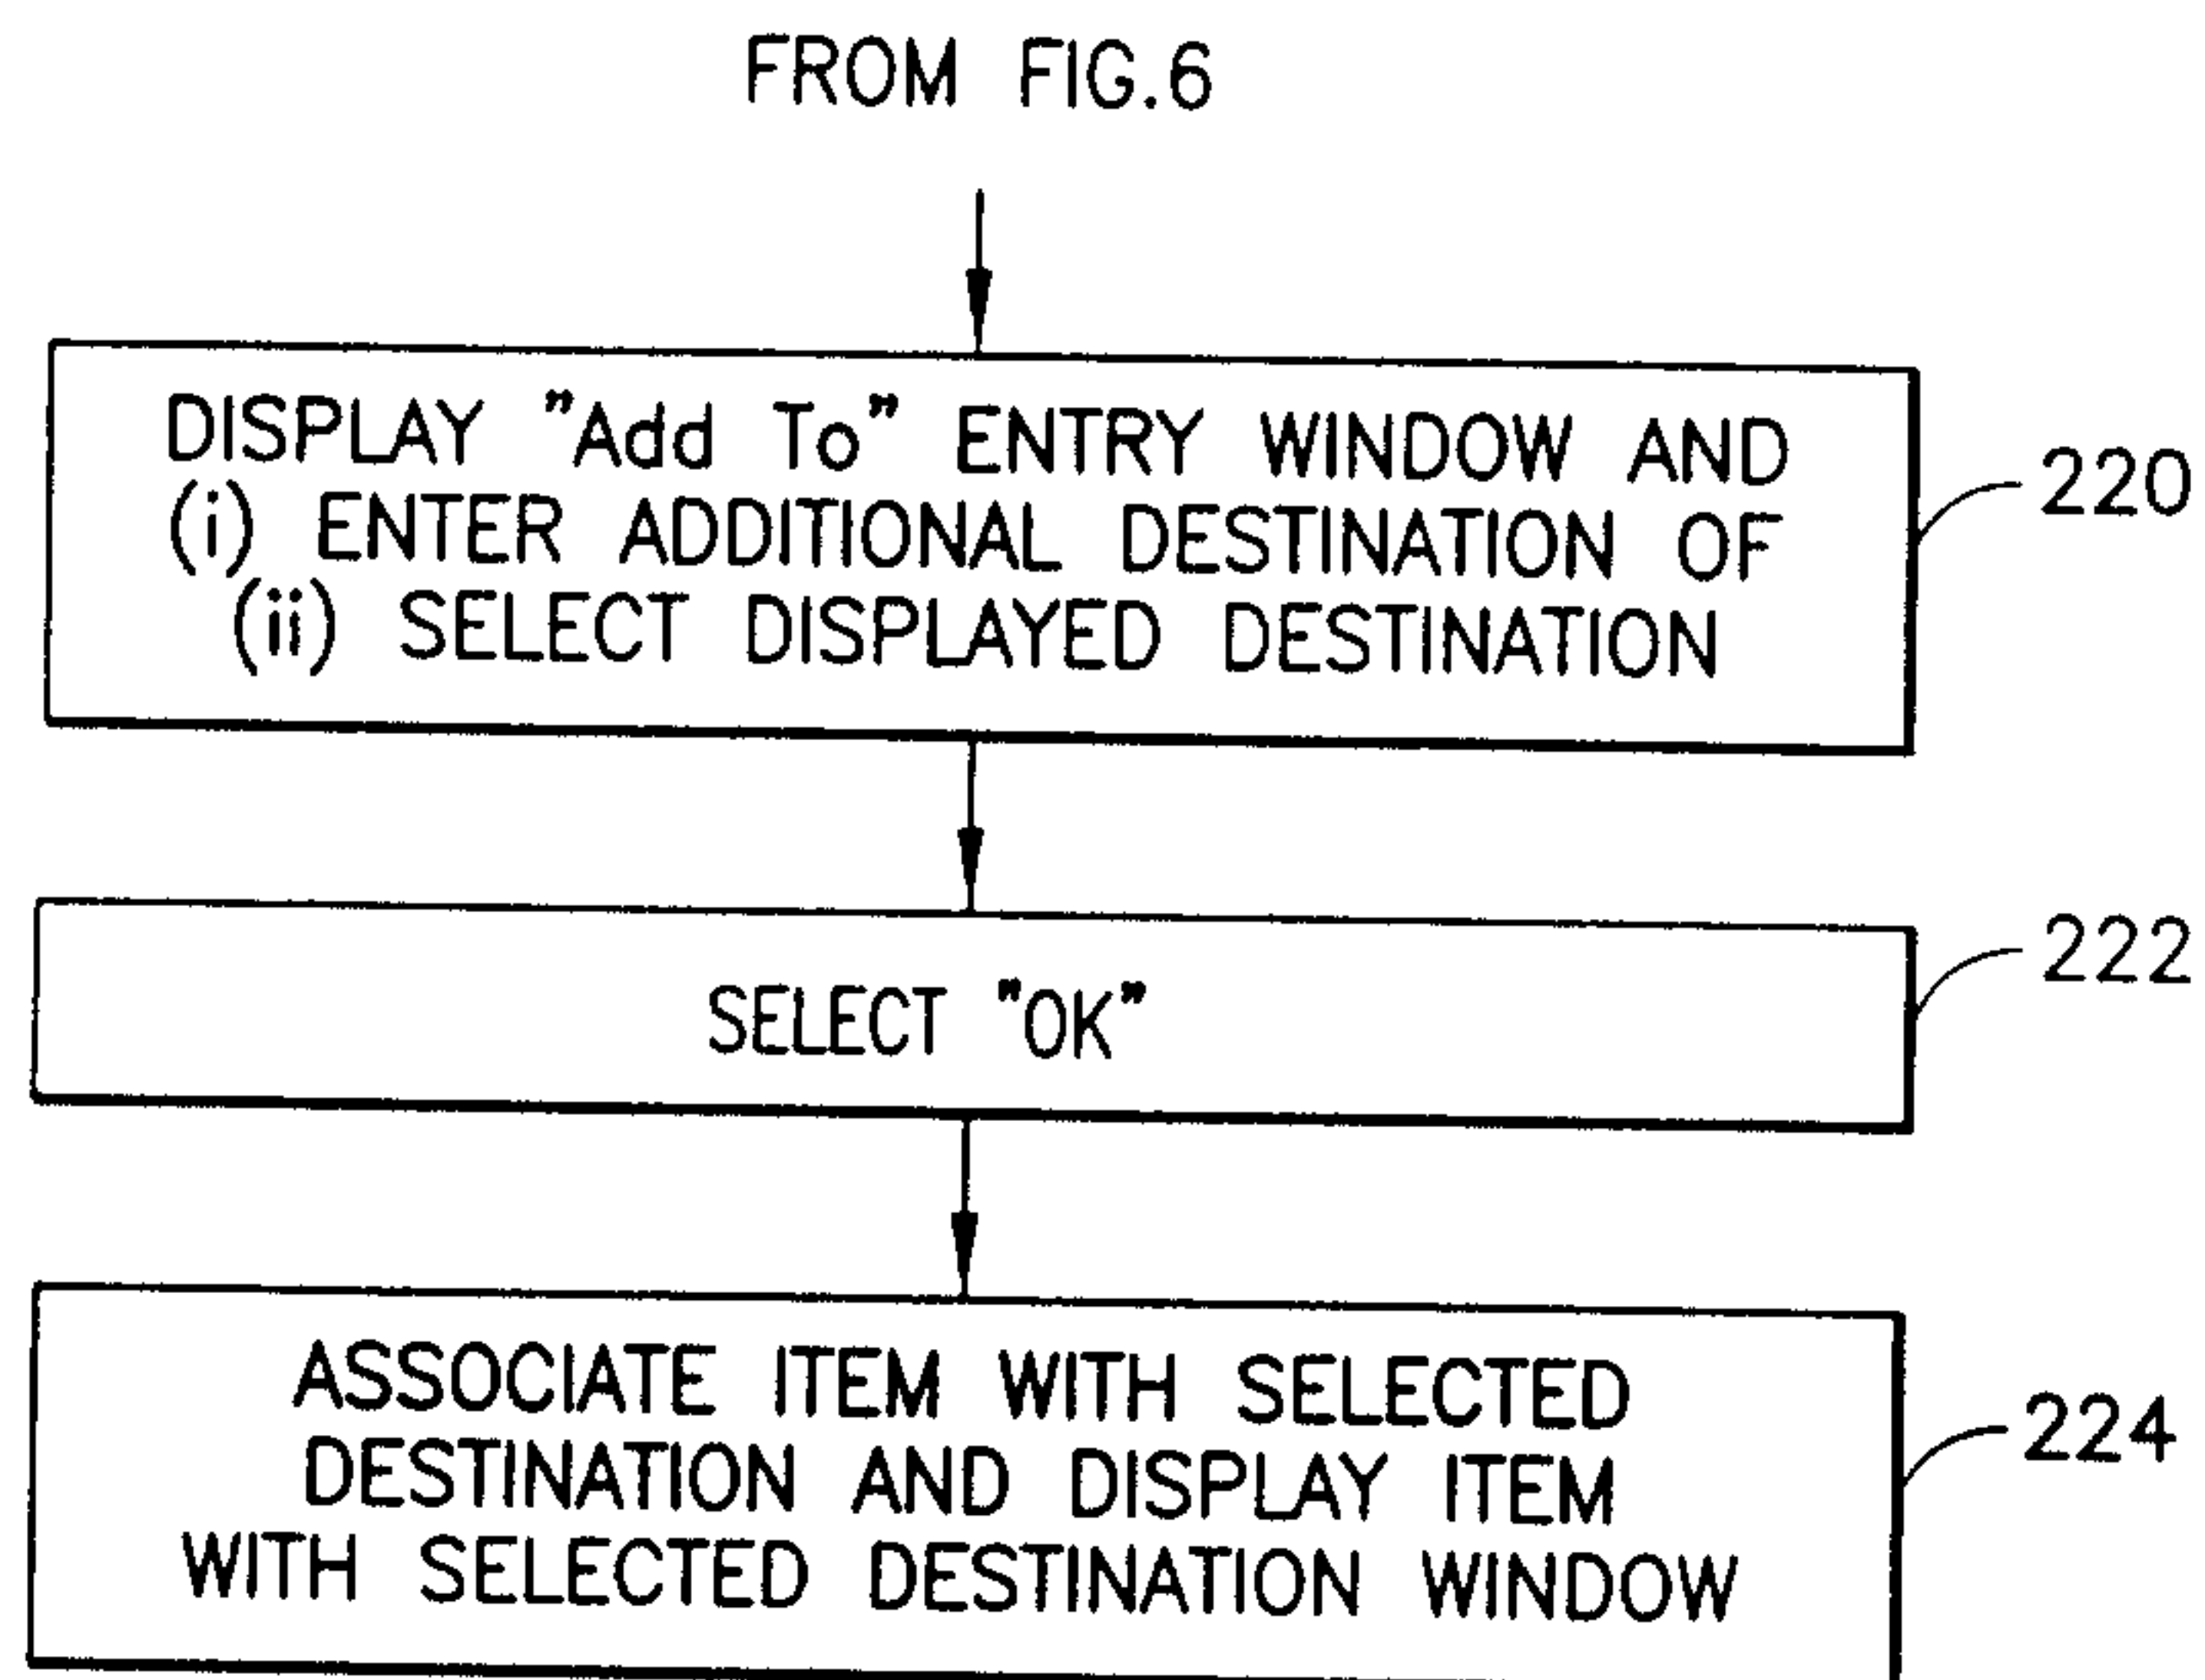 FROM FIG.6
DISPLAY "Add To" ENTRY WINDOW AND
(i) ENTER ADDITIONAL DESTINATION OF
(ii) SELECT DISPLAYED DESTINATION
220
SELECT "OK"
222
ASSOCIATE ITEM WITH SELECTED
DESTINATION AND DISPLAY ITEM
WITH SELECTED DESTINATION WINDOW
224